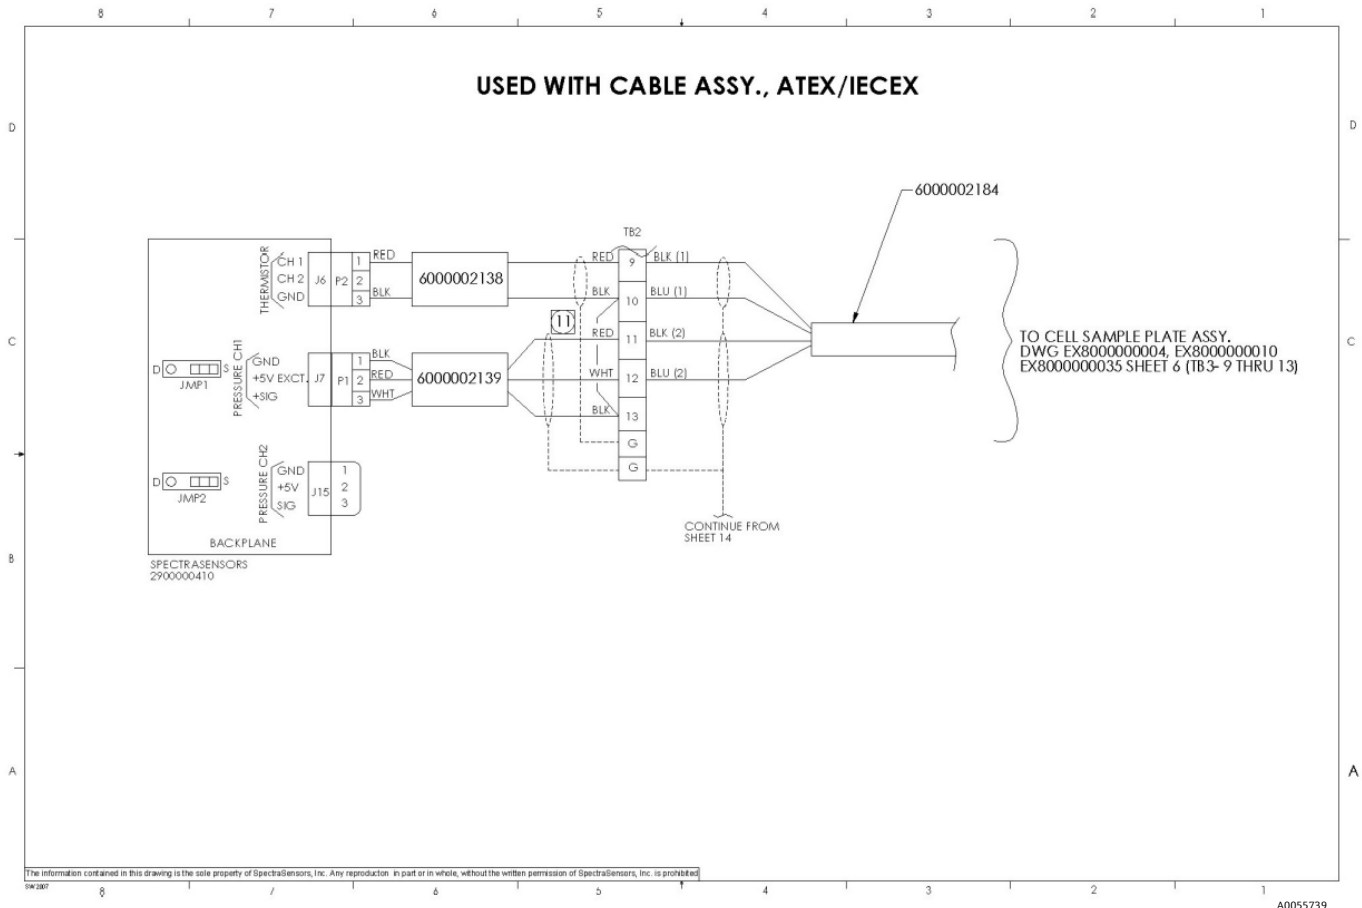 8 7 6 5 4 3 2 1
USED WITH CABLE ASSY., ATEX/IECEX
D D
6000002184
TB2
THERMISTOR
CH 1
CH 2
GND
J6 P2
1
2
3
RED
BLK
6000002138
RED 9 BLK (1)
BLK 10 BLU (1)
11
RED 11 BLK (2)
WHT 12 BLU (2)
BLK 13
G
G
C C
TO CELL SAMPLE PLATE ASSY.
DWG EX8000000004, EX8000000010
EX8000000035 SHEET 6 (TB3- 9 THRU 13)
D S
JMP1
PRESSURE CH1
GND
+5V EXCT.
+SIG
J7 P1
1
2
3
BLK
RED
WHT
6000002139
D S
JMP2
PRESSURE CH2
GND
+5V
SIG
J15
1
2
3
CONTINUE FROM
SHEET 14
BACKPLANE
SPECTRASENSORS
2900000410
B B
A A
The information contained in this drawing is the sole property of SpectraSensors, Inc. Any reproducton in part or in whole, without the written permission of SpectraSensors, Inc. is prohibited
SW 2007
8 7 6 5 4 3 2 1
A0055739